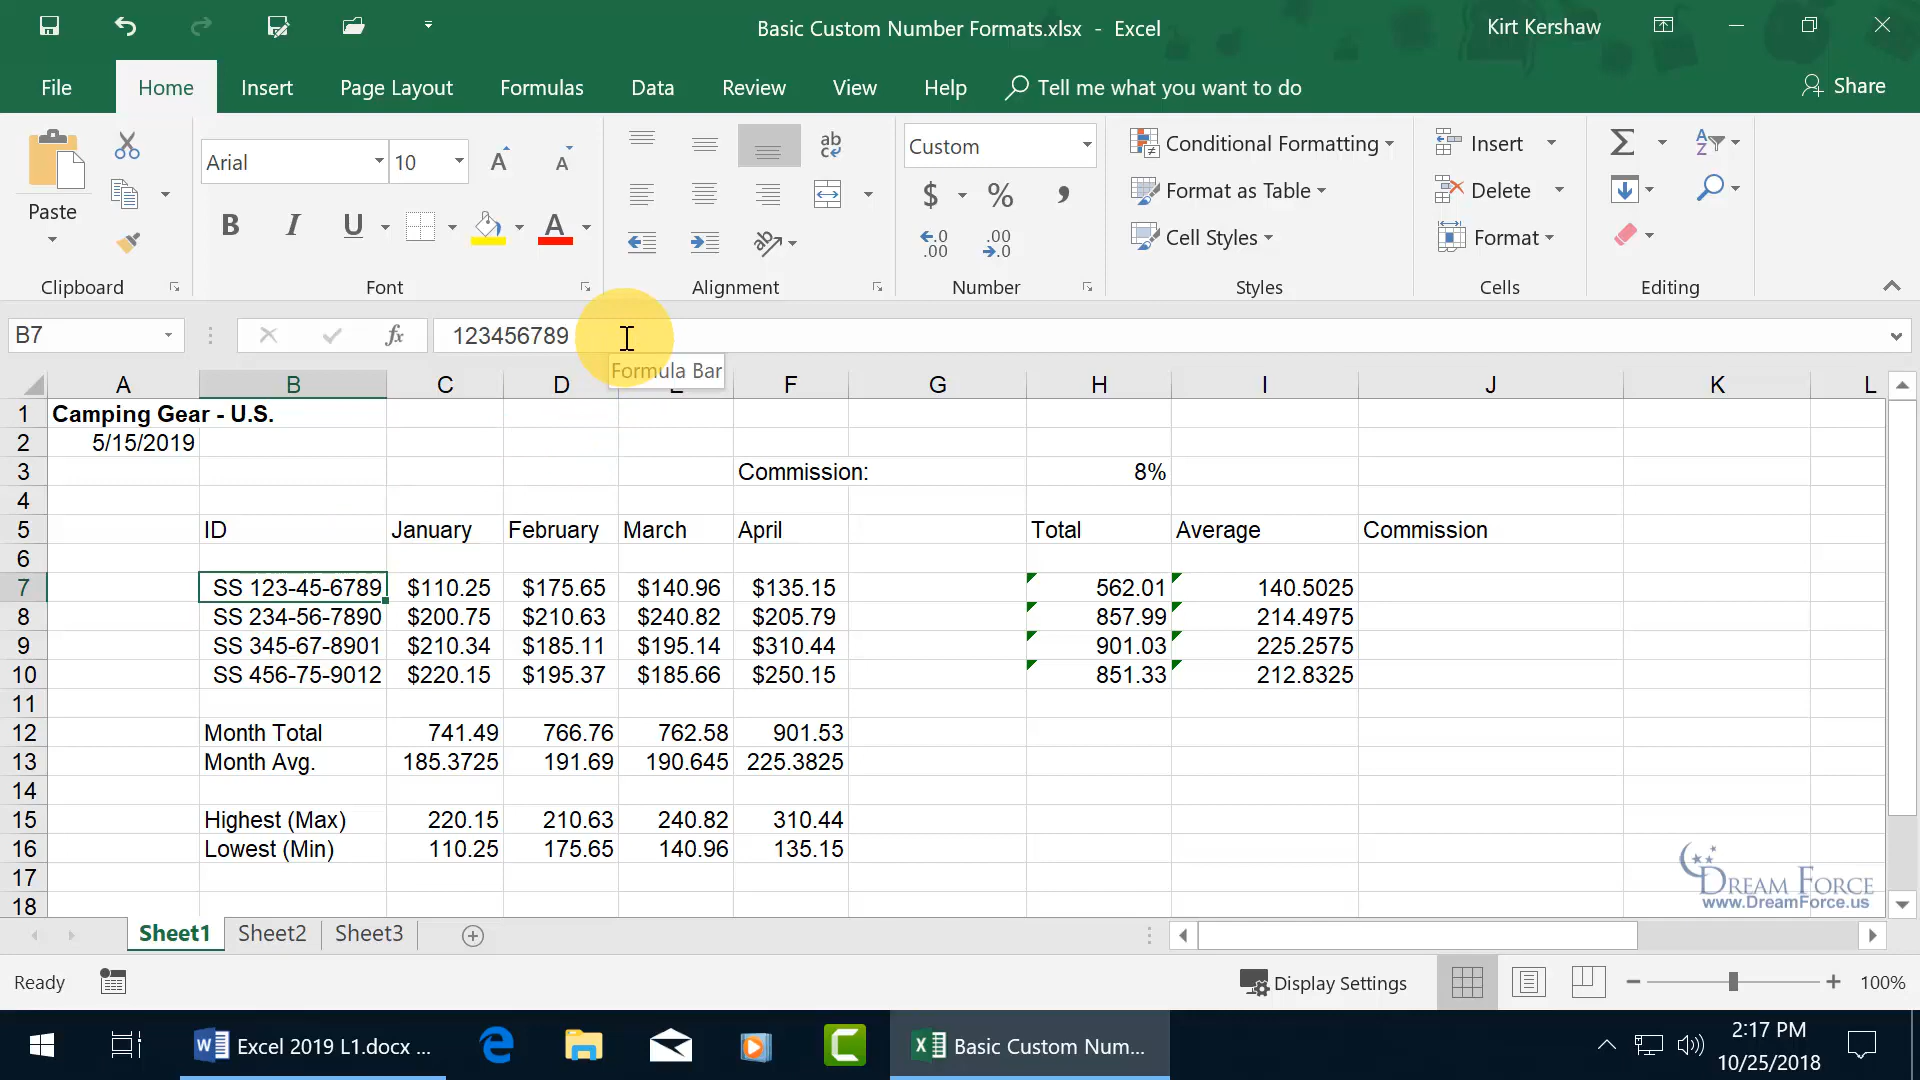 Basic Custom Number Formats.xlsx - Excel
Kirt Kershaw
File Home Insert Page Layout Formulas Data Review View Help Tell me what you want to do Share
Paste
Arial 10
B I U A
ab
Custom
$ % ,
Conditional Formatting
Format as Table
Cell Styles
Insert
Delete
Format
Clipboard Font Alignment Number Styles Cells Editing
B7 fx 123456789
Formula Bar
A B C D E F G H I J K L
1 Camping Gear - U.S.
2 5/15/2019
3 Commission: 8%
4
5 ID January February March April Total Average Commission
6
7 SS 123-45-6789 $110.25 $175.65 $140.96 $135.15 562.01 140.5025
8 SS 234-56-7890 $200.75 $210.63 $240.82 $205.79 857.99 214.4975
9 SS 345-67-8901 $210.34 $185.11 $195.14 $310.44 901.03 225.2575
10 SS 456-75-9012 $220.15 $195.37 $185.66 $250.15 851.33 212.8325
11
12 Month Total 741.49 766.76 762.58 901.53
13 Month Avg. 185.3725 191.69 190.645 225.3825
14
15 Highest (Max) 220.15 210.63 240.82 310.44
16 Lowest (Min) 110.25 175.65 140.96 135.15
17
18
DREAM FORCE
www.DreamForce.us
Sheet1 Sheet2 Sheet3
Ready Display Settings 100%
Excel 2019 L1.docx ... Basic Custom Num...
2:17 PM
10/25/2018